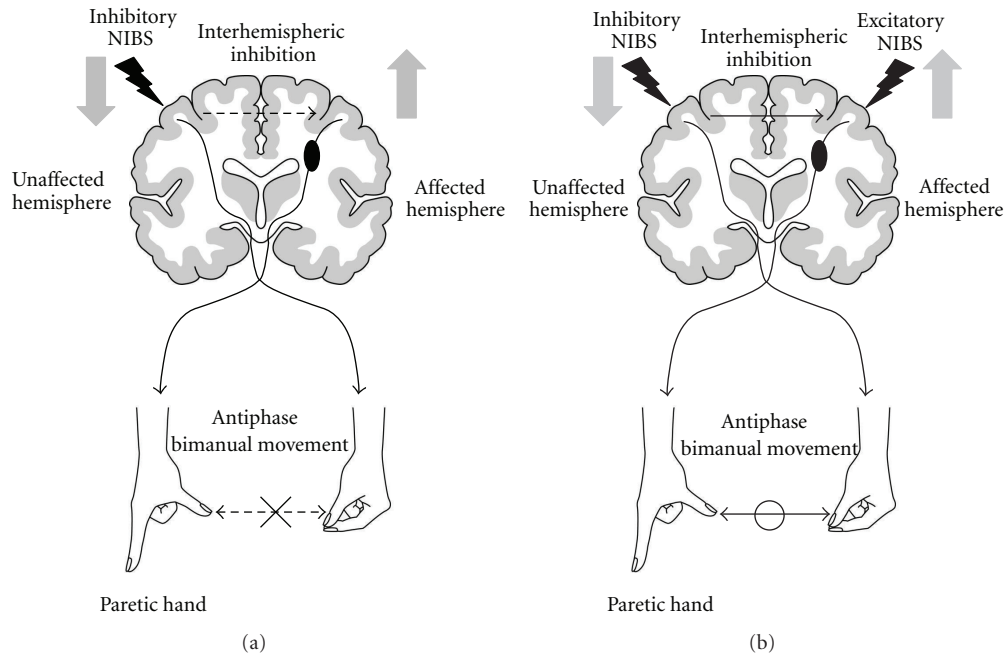 Inhibitory
NIBS
Interhemispheric
inhibition
Unaffected
hemisphere
Affected
hemisphere
Antiphase
bimanual movement
Paretic hand
(a)
Inhibitory
NIBS
Interhemispheric
inhibition
Excitatory
NIBS
Unaffected
hemisphere
Affected
hemisphere
Antiphase
bimanual movement
Paretic hand
(b)